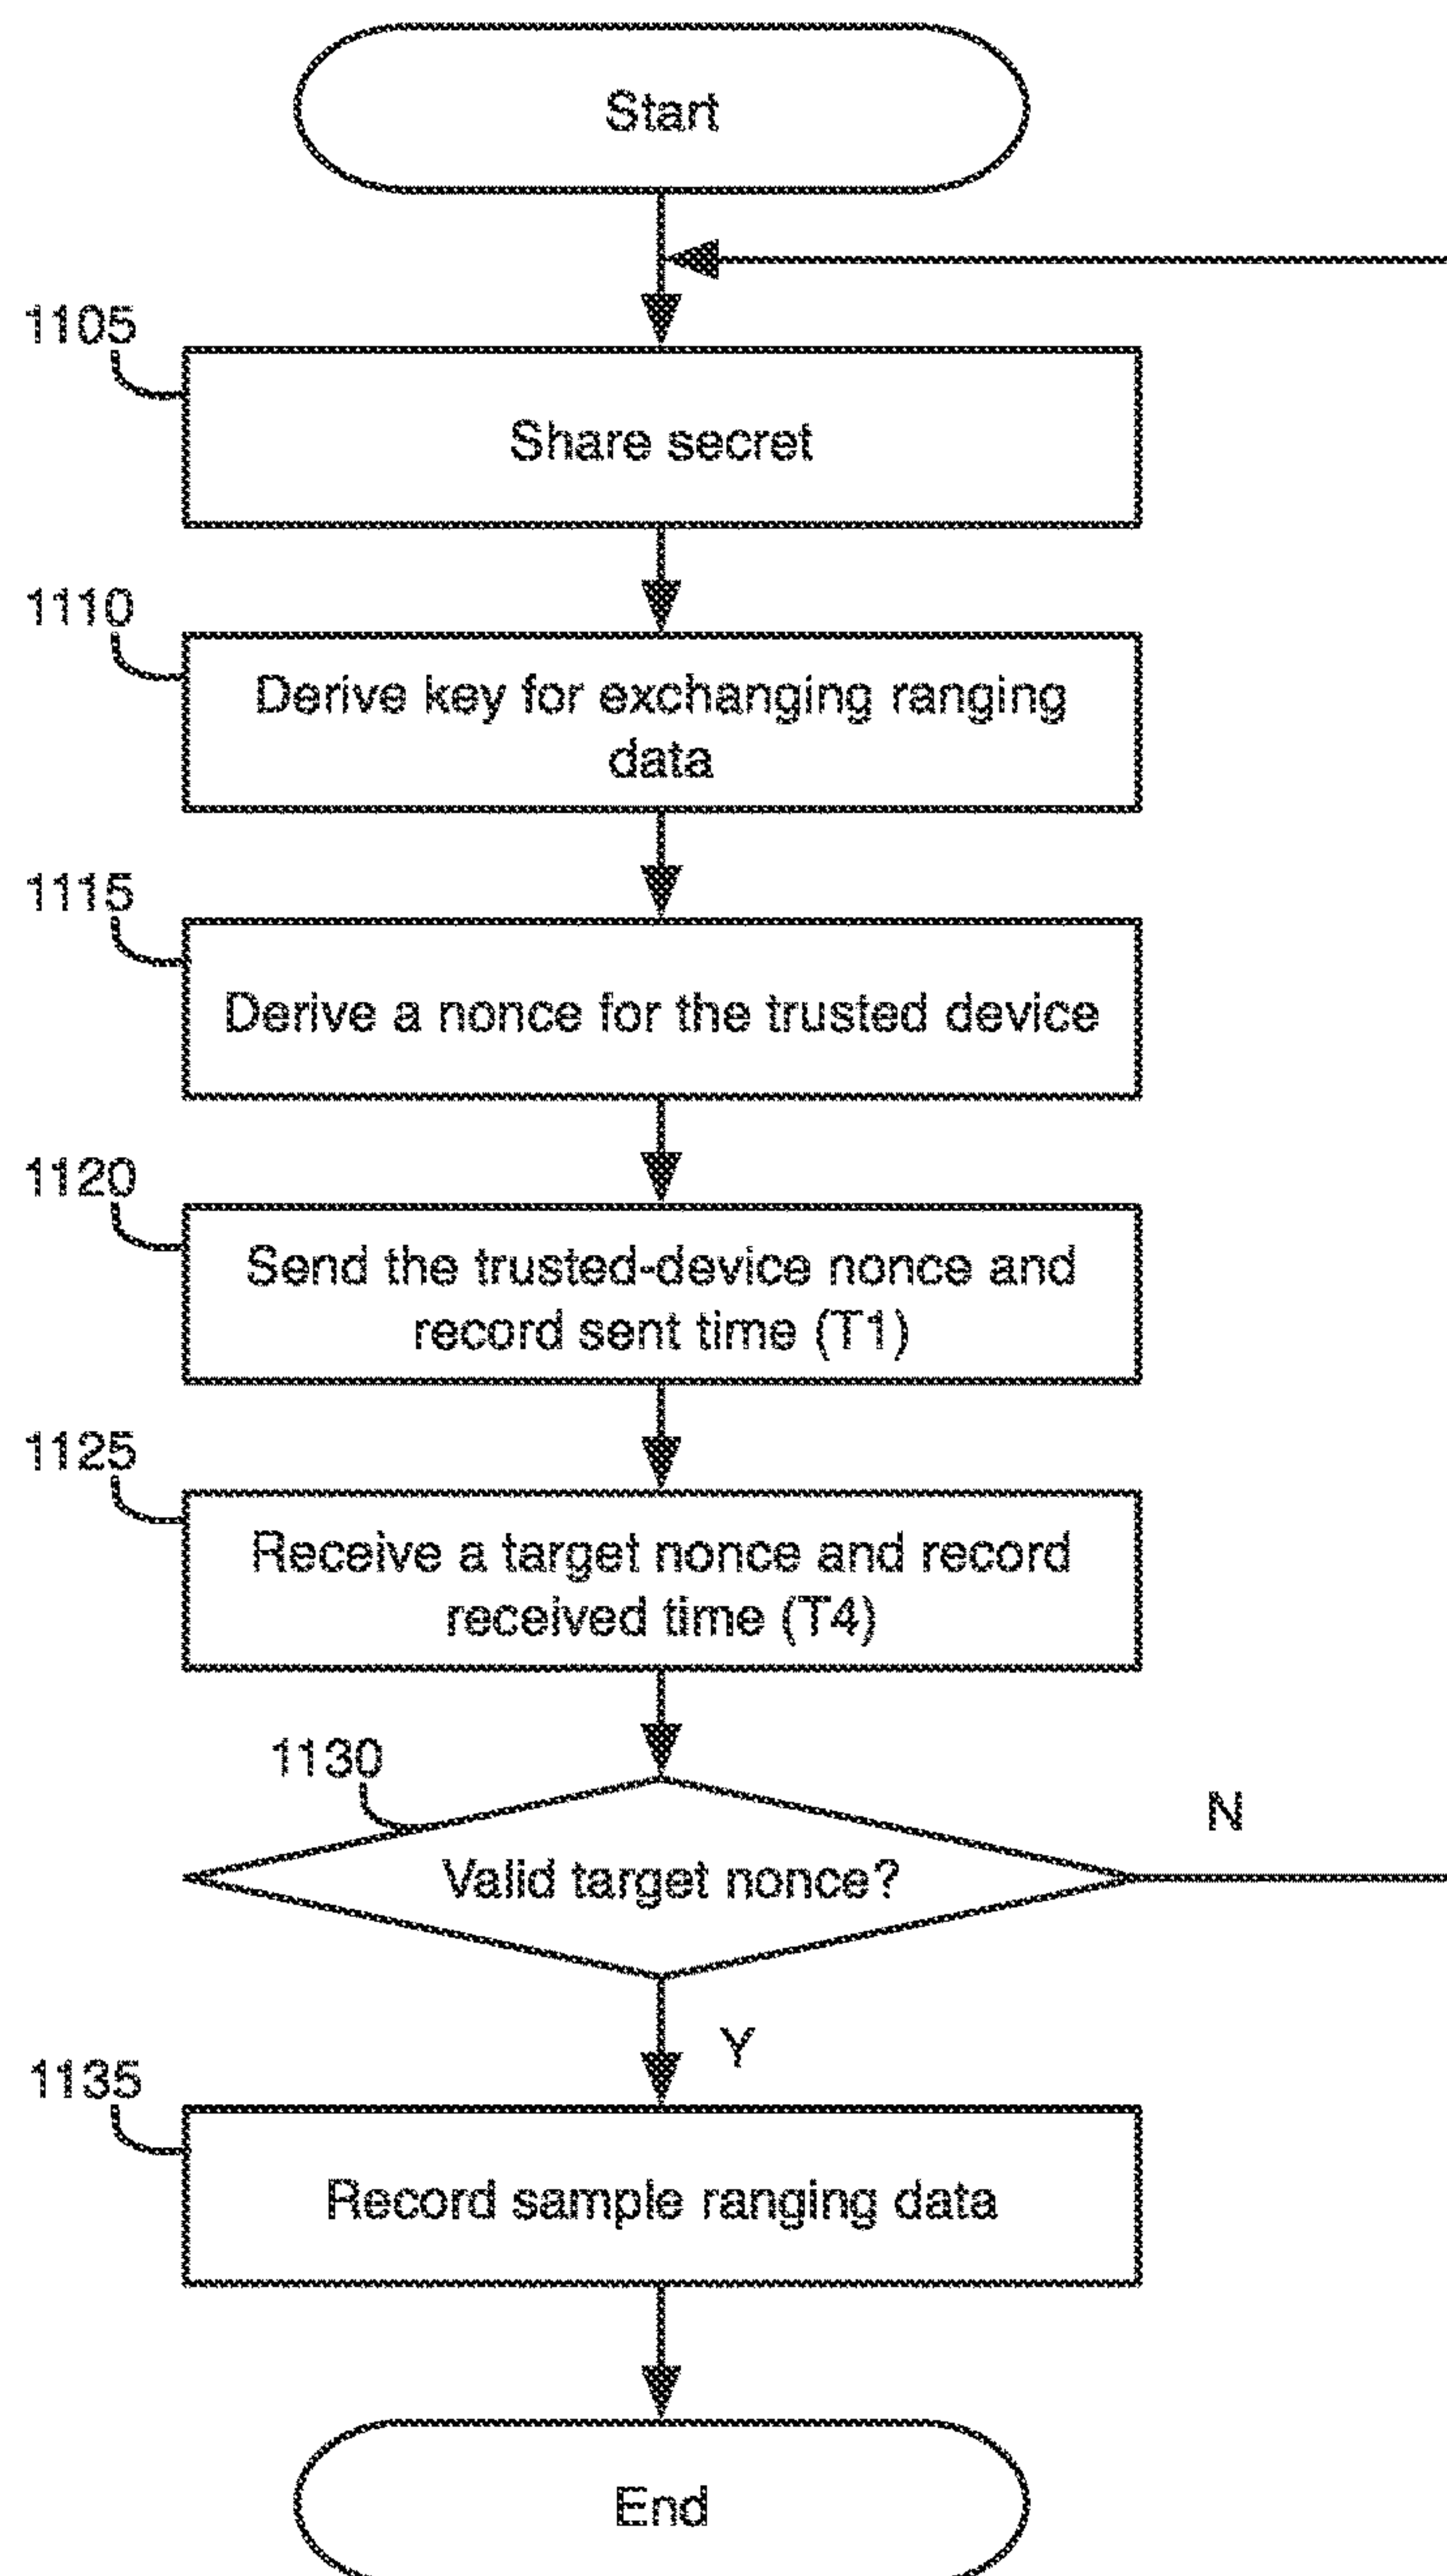 Start
1105
Share secret
1110
Derive key for exchanging ranging
data
1115
Derive a nonce for the trusted device
1120
Send the trusted-device nonce and
record sent time (T1)
1125
Receive a target nonce and record
received time (T4)
1130
Valid target nonce?
N
Y
1135
Record sample ranging data
End